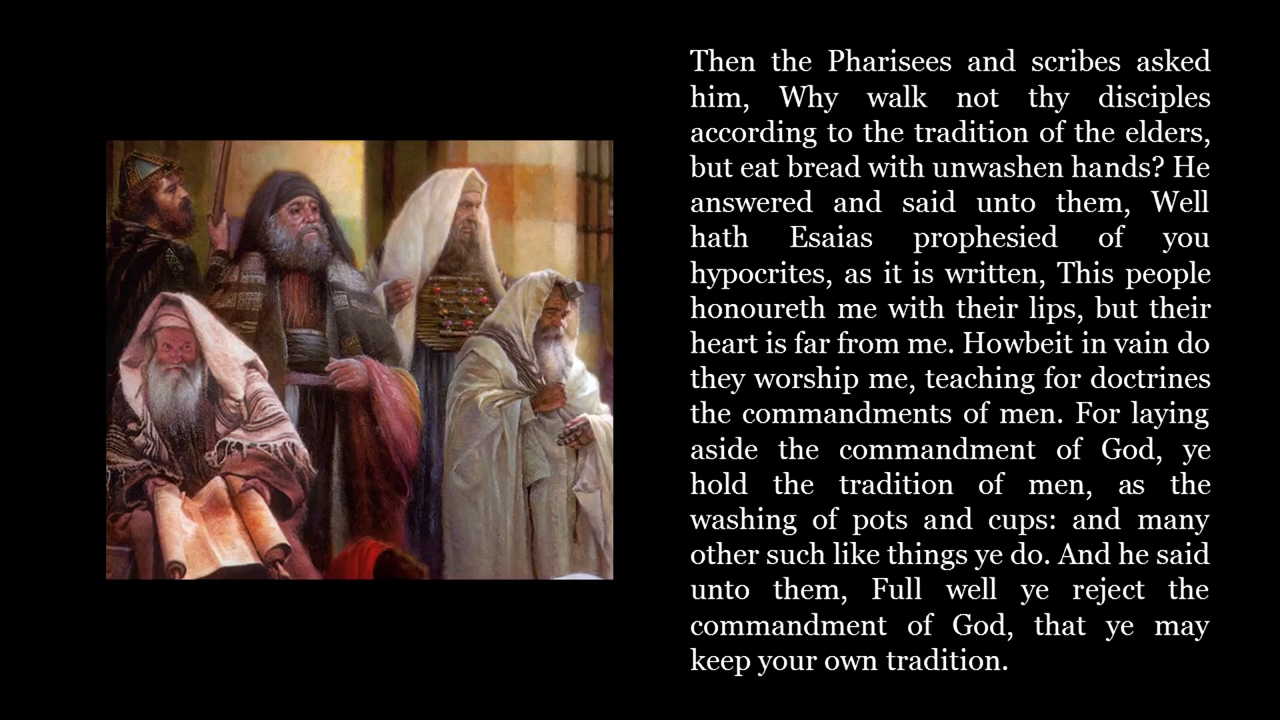 Then the Pharisees and scribes asked
him, Why walk not thy disciples
according to the tradition of the elders,
but eat bread with unwashen hands? He
answered and said unto them, Well
hath Esaias prophesied of you
hypocrites, as it is written, This people
honoureth me with their lips, but their
heart is far from me. Howbeit in vain do
they worship me, teaching for doctrines
the commandments of men. For laying
aside the commandment of God, ye
hold the tradition of men, as the
washing of pots and cups: and many
other such like things ye do. And he said
unto them, Full well ye reject the
commandment of God, that ye may
keep your own tradition.